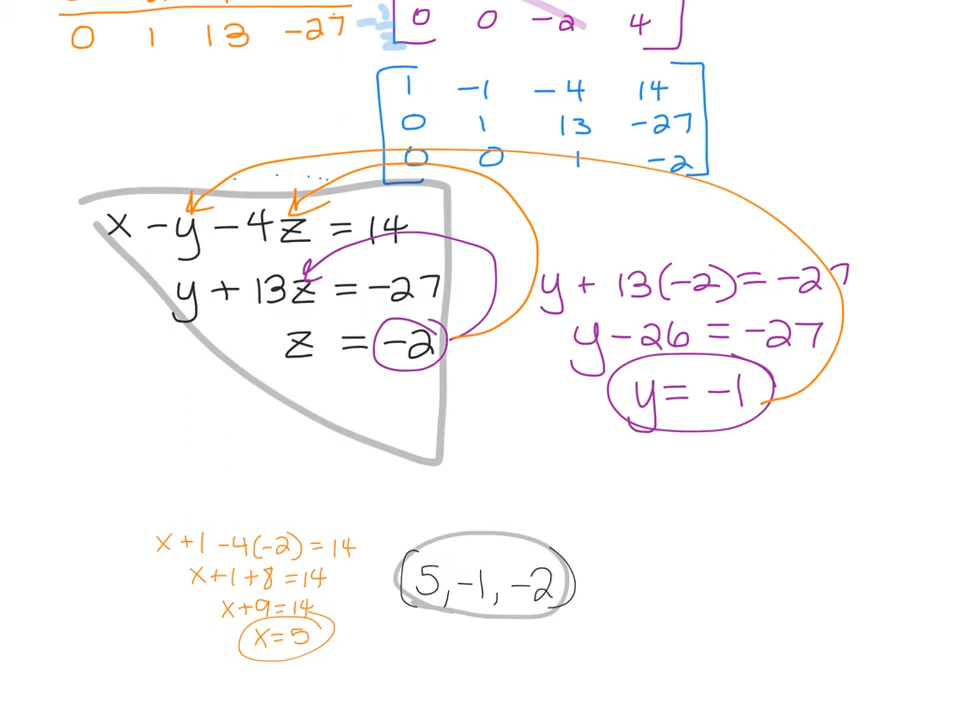 0 1 13 -27
0 0 -2 4
1 -1 -4 14
0 1 13 -27
0 0 1 -2
x - y - 4z = 14
y + 13z = -27
z = -2
y + 13(-2) = -27
y - 26 = -27
y = -1
x + 1 - 4(-2) = 14
x + 1 + 8 = 14
x + 9 = 14
x = 5
(5, -1, -2)